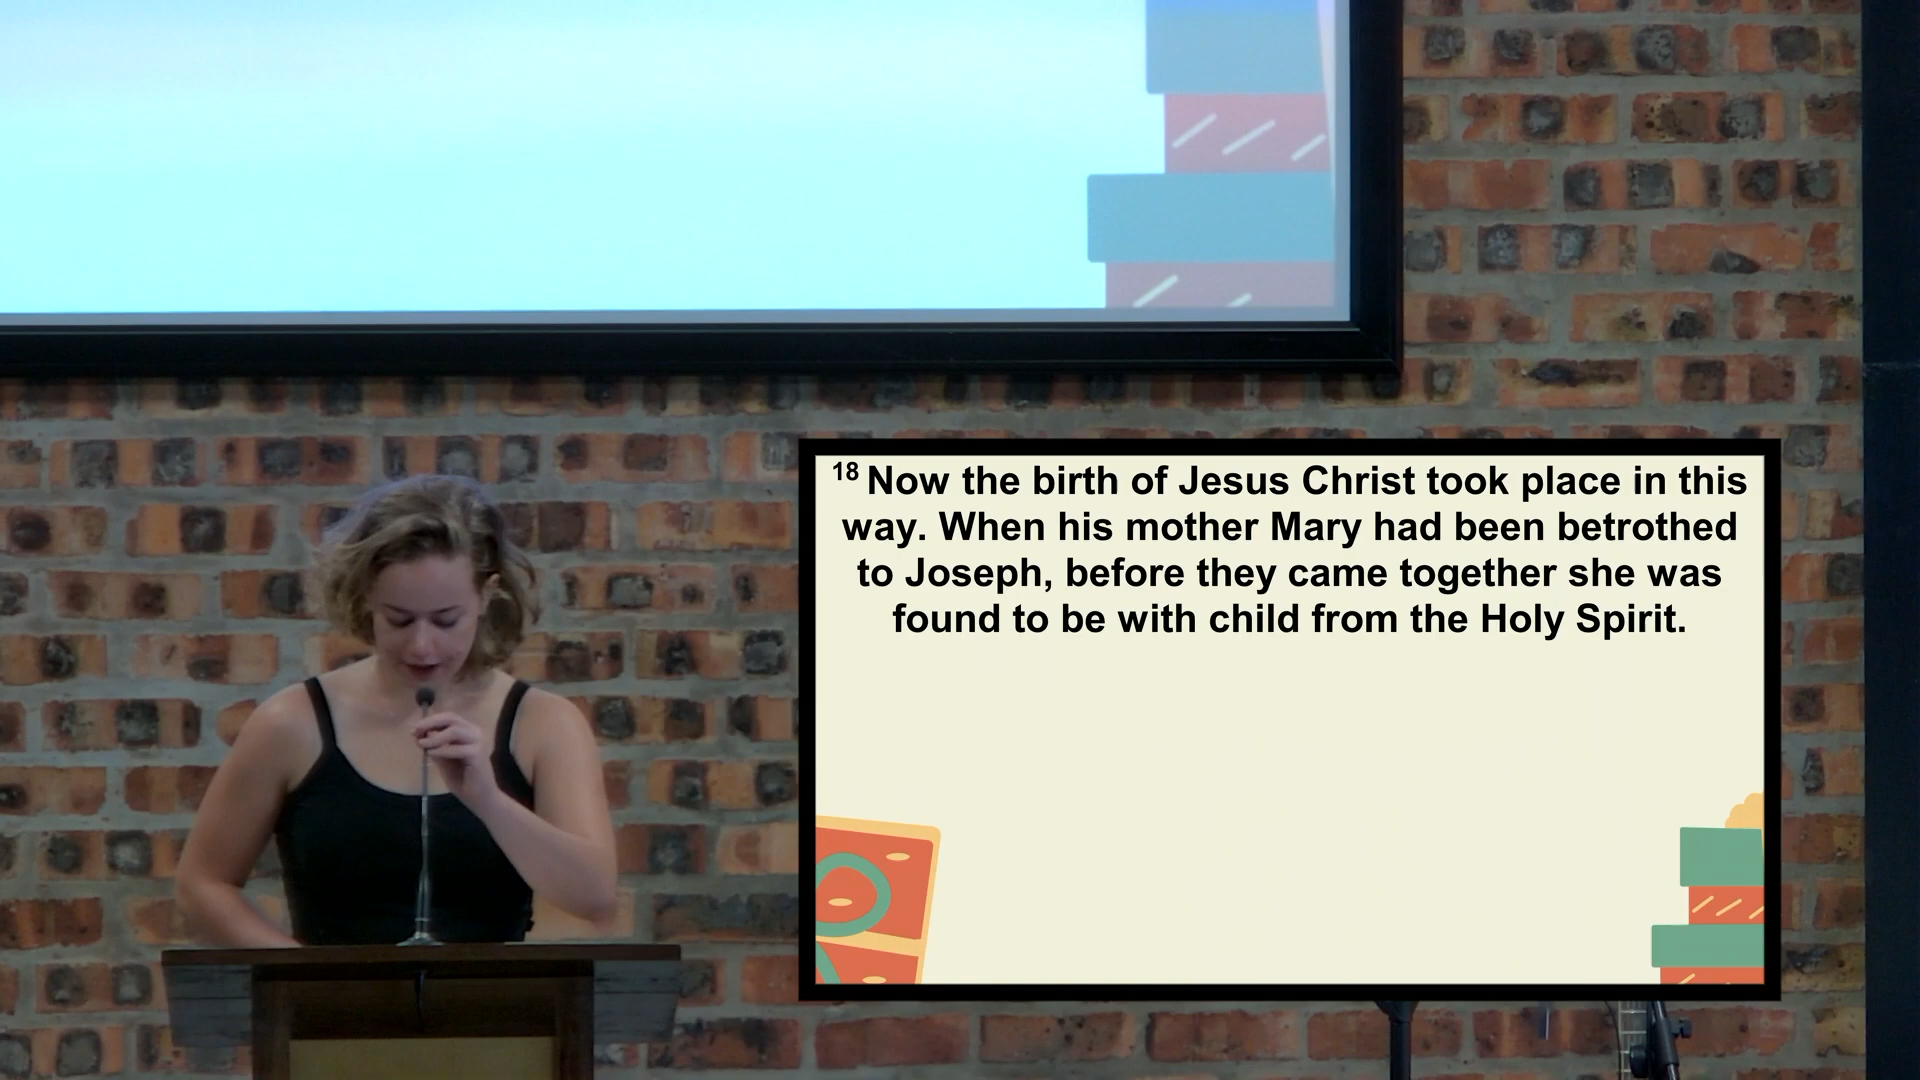 18 Now the birth of Jesus Christ took place in this
way. When his mother Mary had been betrothed
to Joseph, before they came together she was
found to be with child from the Holy Spirit.